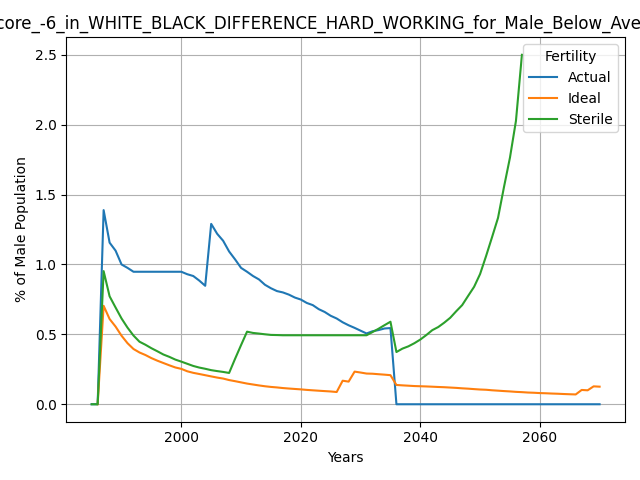 core_-6_in_WHITE_BLACK_DIFFERENCE_HARD_WORKING_for_Male_Below_Ave
Fertility
Actual
Ideal
Sterile
% of Male Population
2.5
2.0
1.5
1.0
0.5
0.0
2000 2020 2040 2060
Years